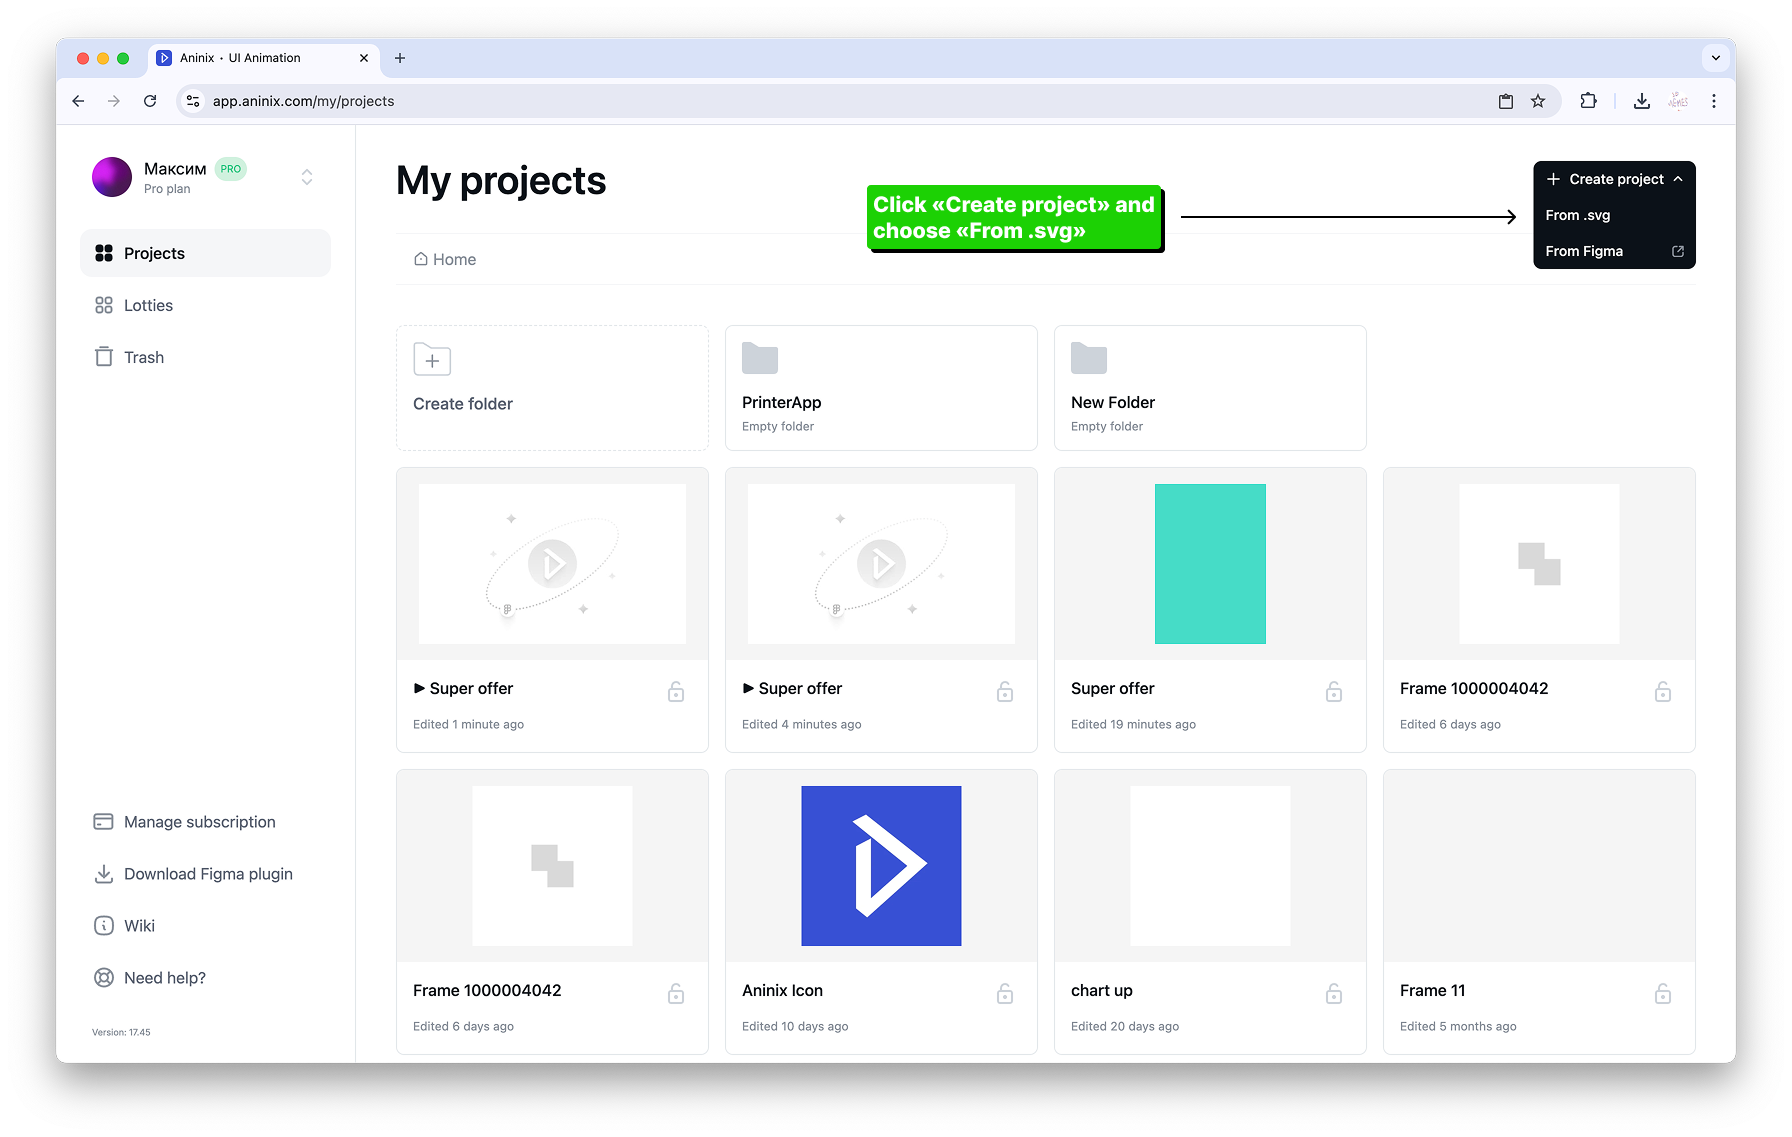 Aninix · UI Animation
app.aninix.com/my/projects
Максим PRO
Pro plan
Projects
Lotties
Trash
Manage subscription
Download Figma plugin
Wiki
Need help?
Version: 17.45
My projects
Click «Create project» and
choose «From .svg»
Create project
From .svg
From Figma
Home
Create folder
PrinterApp
Empty folder
New Folder
Empty folder
Super offer
Edited 1 minute ago
Super offer
Edited 4 minutes ago
Super offer
Edited 19 minutes ago
Frame 1000004042
Edited 6 days ago
Frame 1000004042
Edited 6 days ago
Aninix Icon
Edited 10 days ago
chart up
Edited 20 days ago
Frame 11
Edited 5 months ago